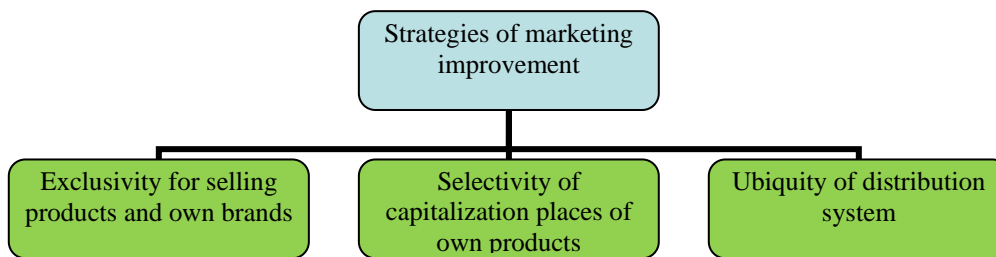 Strategies of marketing
improvement
Exclusivity for selling
products and own brands
Selectivity of
capitalization places of
own products
Ubiquity of distribution
system